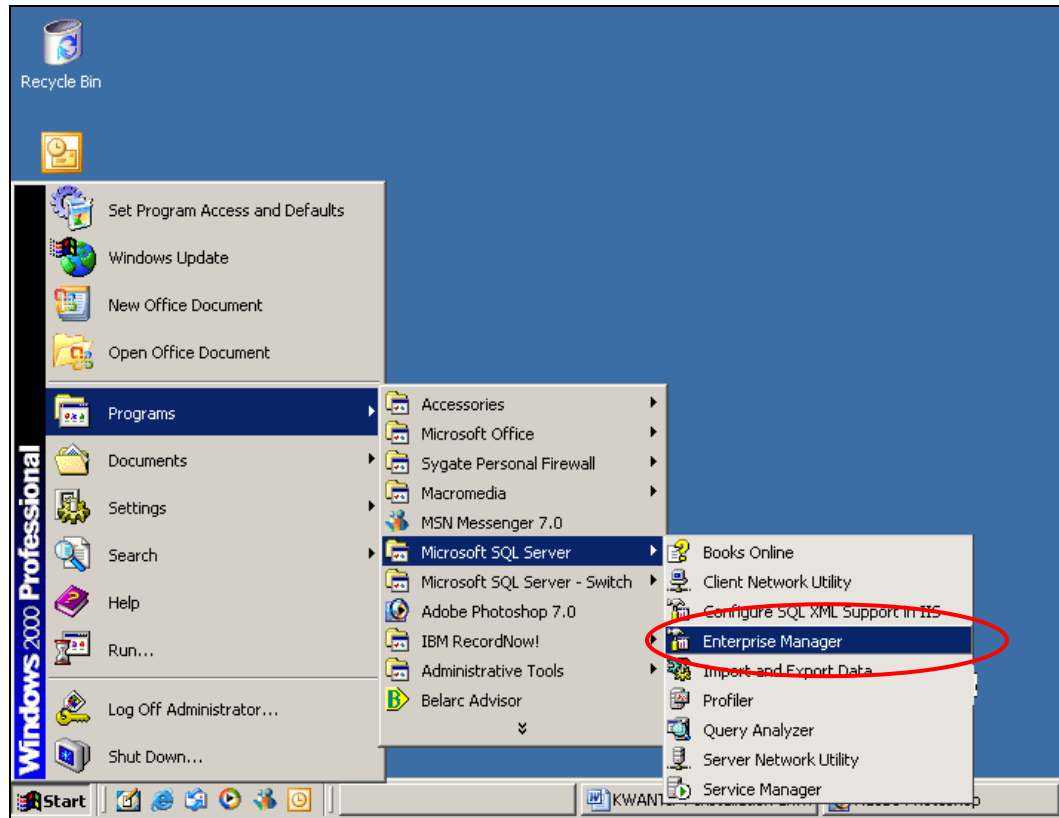 Recycle Bin
Set Program Access and Defaults
Windows Update
New Office Document
Open Office Document
Programs
Documents
Settings
Search
Help
Run...
Log Off Administrator...
Shut Down...
Windows 2000 Professional
Accessories
Microsoft Office
Sygate Personal Firewall
Macromedia
MSN Messenger 7.0
Microsoft SQL Server
Microsoft SQL Server - Switch
Adobe Photoshop 7.0
IBM RecordNow!
Administrative Tools
Belarc Advisor
Books Online
Client Network Utility
Configure SQL XML Support in IIS
Enterprise Manager
Import and Export Data
Profiler
Query Analyzer
Server Network Utility
Service Manager
Start